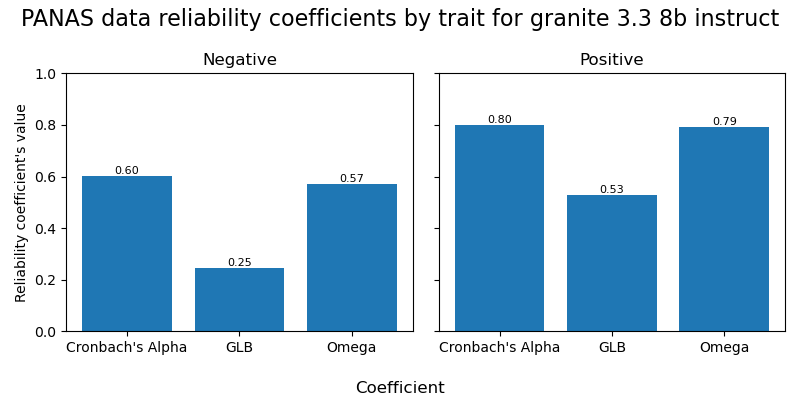 PANAS data reliability coefficients by trait for granite 3.3 8b instruct
Negative
Positive
Reliability coefficient's value
1.0
0.8
0.6
0.4
0.2
0.0
0.60
0.25
0.57
0.80
0.53
0.79
Cronbach's Alpha
GLB
Omega
Cronbach's Alpha
GLB
Omega
Coefficient